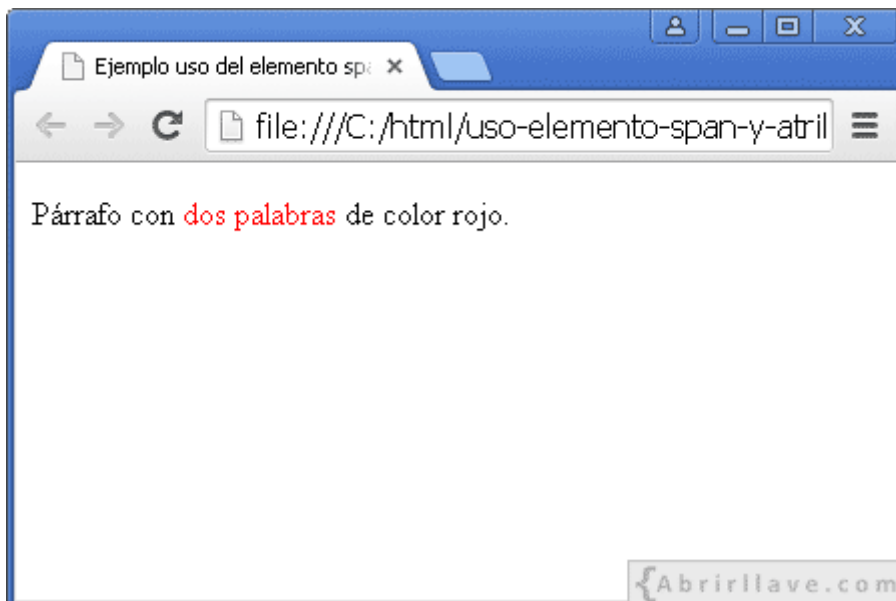 Ejemplo uso del elemento spa
file:///C:/html/uso-elemento-span-y-atril
Párrafo con dos palabras de color rojo.
{Abrirllave.com